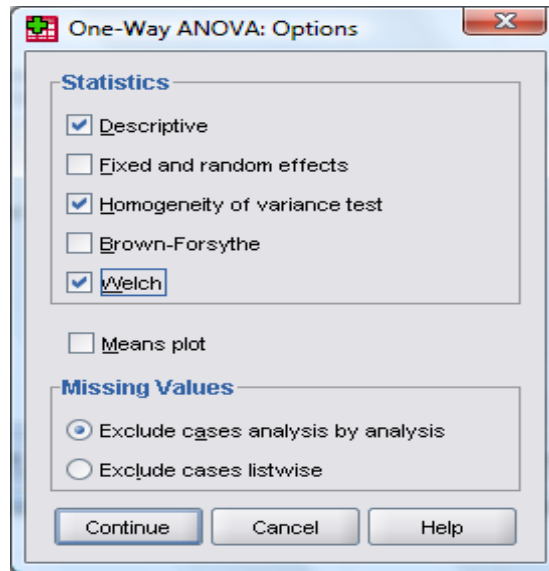 One-Way ANOVA: Options
Statistics
Descriptive
Fixed and random effects
Homogeneity of variance test
Brown-Forsythe
Welch
Means plot
Missing Values
Exclude cases analysis by analysis
Exclude cases listwise
Continue Cancel Help